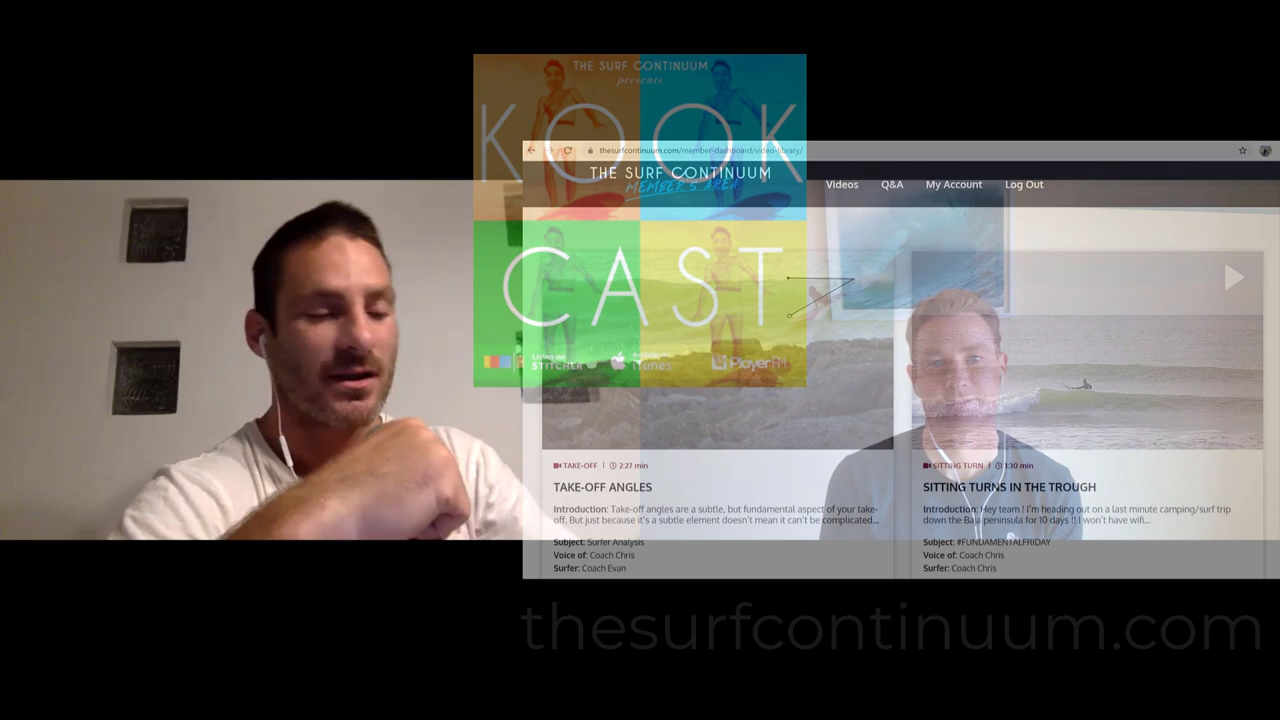 THE SURF CONTINUUM
presents
KOOK
CAST
Listen on
STITCHER
iTunes
Player FM
thesurfcontinuum.com/member-dashboard/video-library/
THE SURF CONTINUUM
MEMBER'S AREA
Videos
Q&A
My Account
Log Out
TAKE-OFF | 2:27 min
TAKE-OFF ANGLES
Introduction: Take-off angles are a subtle, but fundamental aspect of your take-
off. But just because it's a subtle element doesn't mean it can't be complicated...
Subject: Surfer Analysis
Voice of: Coach Chris
Surfer: Coach Evan
SITTING TURN | 1:30 min
SITTING TURNS IN THE TROUGH
Introduction: Hey team ! I'm heading out on a last minute camping/surf trip
down the Baja peninsula for 10 days !! I won't have wifi...
Subject: #FUNDAMENTALFRIDAY
Voice of: Coach Chris
Surfer: Coach Chris
thesurfcontinuum.com